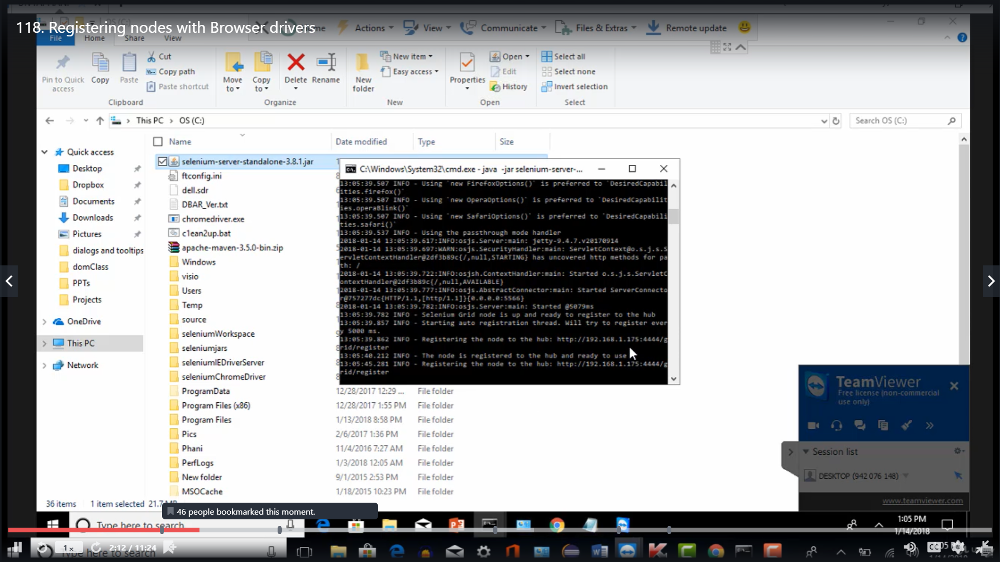 118. Registering nodes with Browser drivers
Actions
View
Communicate
Files & Extras
Remote update
File
Home
Share
View
Pin to Quick access
Copy
Paste
Cut
Copy path
Paste shortcut
Clipboard
Move to
Copy to
Delete
Rename
Organize
New folder
New item
Easy access
New
Properties
Open
Edit
History
Open
Select all
Select none
Invert selection
Select
This PC > OS (C:)
Search OS (C:)
Name
Date modified
Type
Size
Quick access
Desktop
Dropbox
Documents
Downloads
Pictures
dialogs and tooltips
domClass
PPTs
Projects
OneDrive
This PC
Network
selenium-server-standalone-3.8.1.jar
ftconfig.ini
dell.sdr
DBAR_Ver.txt
chromedriver.exe
c1ean2up.bat
apache-maven-3.5.0-bin.zip
Windows
visio
Users
Temp
source
seleniumWorkspace
seleniumjars
seleniumIEDriverServer
seleniumChromeDriver
ProgramData 12/28/2017 12:29 ... File folder
Program Files (x86) 12/28/2017 1:55 PM File folder
Program Files 1/13/2018 8:58 PM File folder
Pics 2/6/2017 1:36 PM File folder
Phani 11/4/2016 7:27 AM File folder
PerfLogs 1/3/2018 12:05 AM File folder
New folder 9/1/2015 2:53 PM File folder
MSOCache 1/18/2015 10:23 PM File folder
C:\Windows\System32\cmd.exe - java -jar selenium-server-...
13:05:39.507 INFO - Using `new FirefoxOptions()` is preferred to `DesiredCapabil
ities.firefox()`
13:05:39.507 INFO - Using `new OperaOptions()` is preferred to `DesiredCapabilit
ies.operaBlink()`
13:05:39.507 INFO - Using `new SafariOptions()` is preferred to `DesiredCapabili
ties.safari()`
13:05:39.537 INFO - Using the passthrough mode handler
2018-01-14 13:05:39.617:INFO:osjs.Server:main: jetty-9.4.7.v20170914
2018-01-14 13:05:39.697:WARN:osjs.SecurityHandler:main: ServletContext@o.s.j.s.S
ervletContextHandler@2df3b89c{/,null,STARTING} has uncovered http methods for pa
th: /
2018-01-14 13:05:39.722:INFO:osjsh.ContextHandler:main: Started o.s.j.s.ServletC
ontextHandler@2df3b89c{/,null,AVAILABLE}
2018-01-14 13:05:39.777:INFO:osjs.AbstractConnector:main: Started ServerConnecto
r@757277dc{HTTP/1.1,[http/1.1]}{0.0.0.0:5566}
2018-01-14 13:05:39.782:INFO:osjs.Server:main: Started @5079ms
13:05:39.782 INFO - Selenium Grid node is up and ready to register to the hub
13:05:39.857 INFO - Starting auto registration thread. Will try to register ever
y 5000 ms.
13:05:39.862 INFO - Registering the node to the hub: http://192.168.1.175:4444/g
rid/register
13:05:40.212 INFO - The node is registered to the hub and ready to use
13:05:45.281 INFO - Registering the node to the hub: http://192.168.1.175:4444/g
rid/register
TeamViewer
Free license (non-commercial
use only)
Session list
DESKTOP (942 076 148)
www.teamviewer.com
36 items 1 item selected
46 people bookmarked this moment.
Type here to search
1:05 PM
1/14/2018
1x
2:12 / 11:24
Type here to search
CC